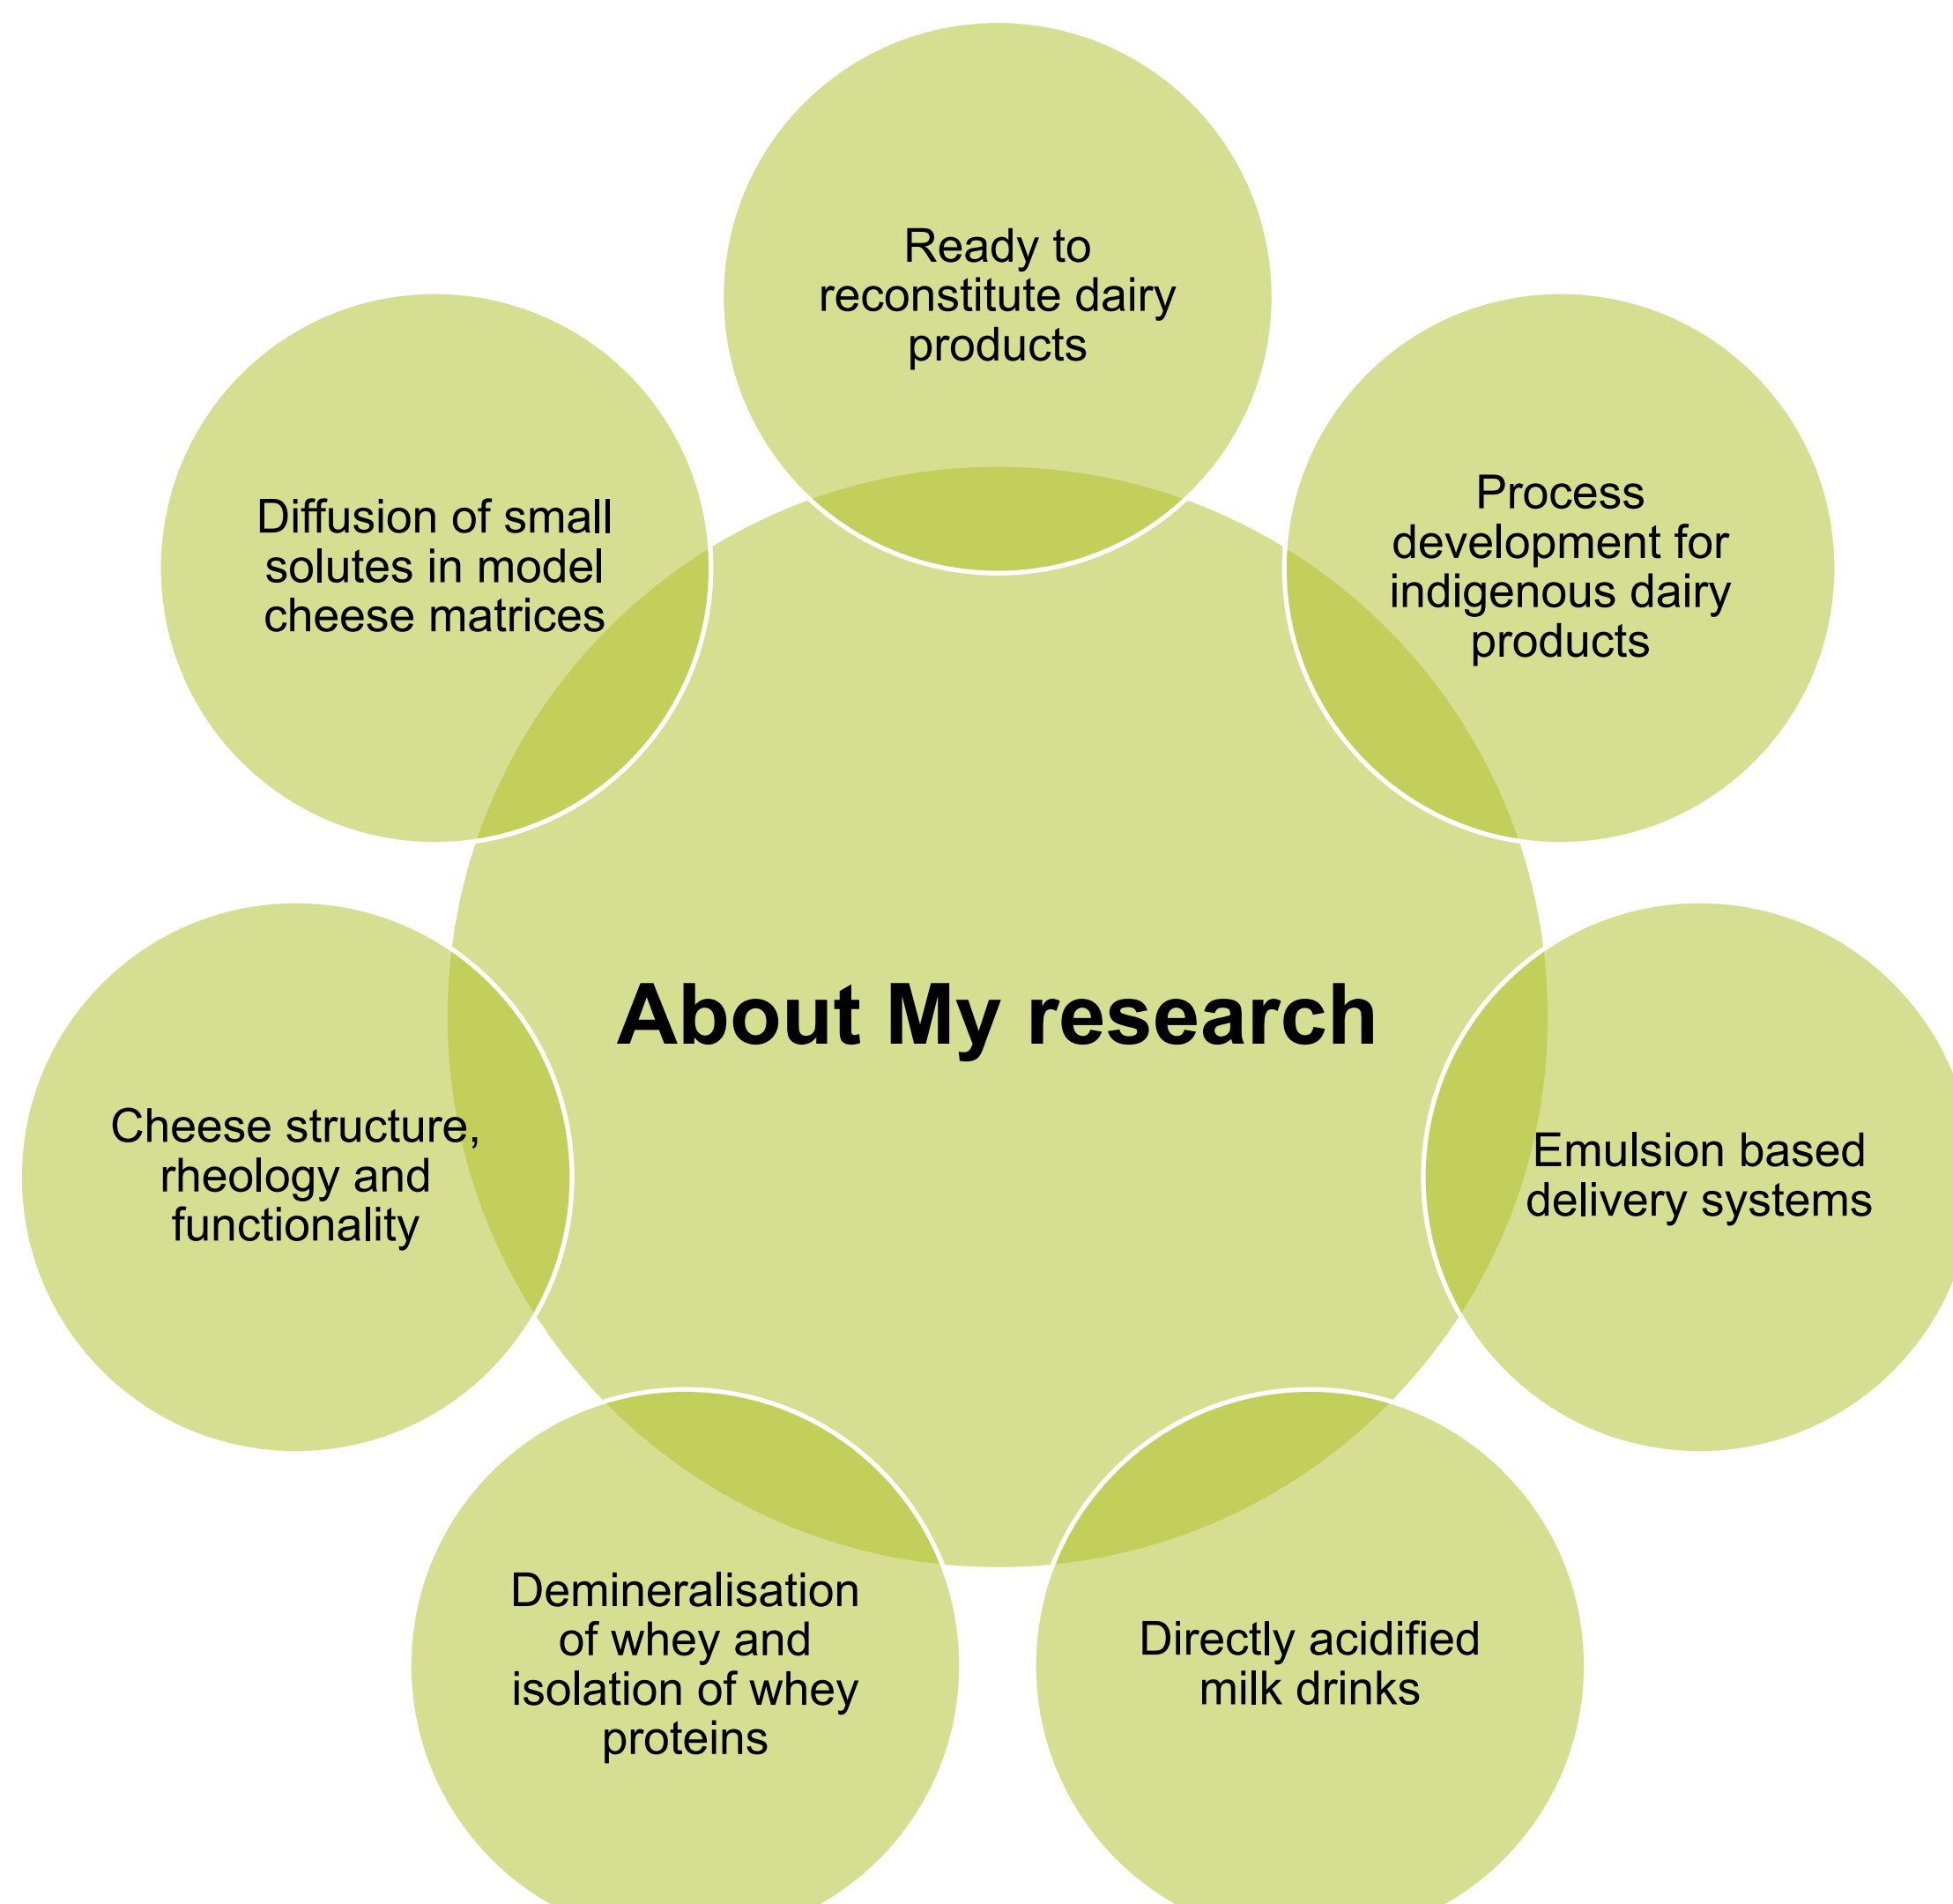 Ready to
reconstitute dairy
products
Process
development for
indigenous dairy
products
Diffusion of small
solutes in model
cheese matrices
About My research
Cheese structure,
rheology and
functionality
Emulsion based
delivery systems
Demineralisation
of whey and
isolation of whey
proteins
Directly acidified
milk drinks